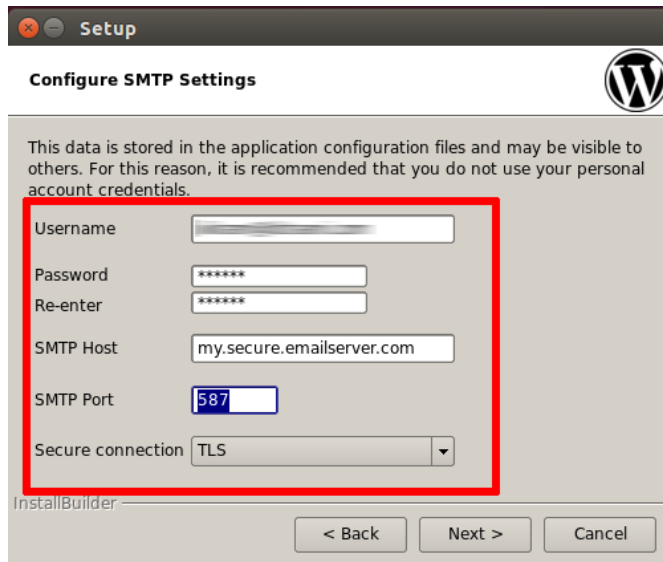 Setup
Configure SMTP Settings
This data is stored in the application configuration files and may be visible to
others. For this reason, it is recommended that you do not use your personal
account credentials.
Username
Password ******
Re-enter ******
SMTP Host my.secure.emailserver.com
SMTP Port 587
Secure connection TLS
InstallBuilder
< Back Next > Cancel